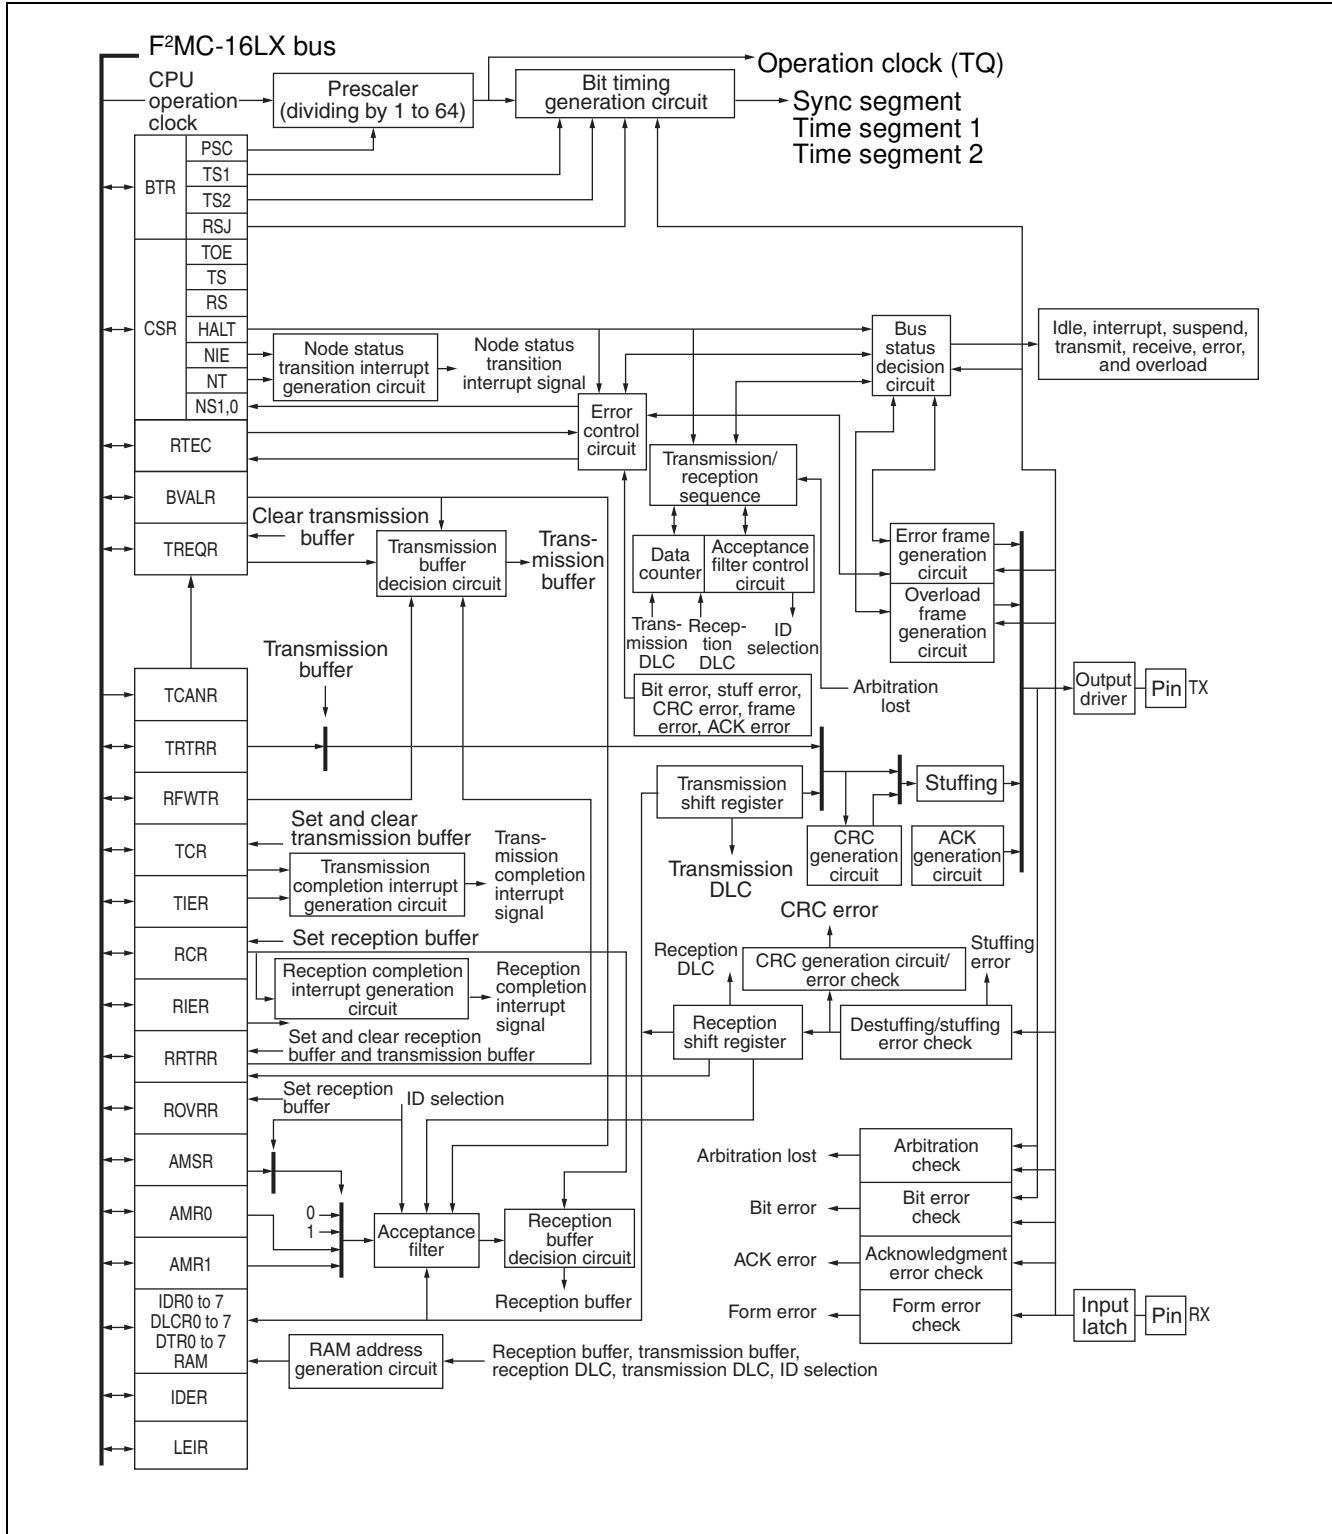 F²MC-16LX bus
CPU
operation
clock
Prescaler
(dividing by 1 to 64)
Bit timing
generation circuit
Operation clock (TQ)
Sync segment
Time segment 1
Time segment 2
BTR
PSC
TS1
TS2
RSJ
CSR
TOE
TS
RS
HALT
NIE
NT
NS1,0
Node status
transition interrupt
generation circuit
Node status
transition
interrupt signal
Bus
status
decision
circuit
Idle, interrupt, suspend,
transmit, receive, error,
and overload
Error
control
circuit
RTEC
Transmission/
reception
sequence
BVALR
TREQR
Clear transmission
buffer
Transmission
buffer
decision circuit
Trans-
mission
buffer
Data
counter
Acceptance
filter control
circuit
Error frame
generation
circuit
Overload
frame
generation
circuit
Trans-
mission
DLC
Recep-
tion
DLC
ID
selection
Transmission
buffer
Bit error, stuff error,
CRC error, frame
error, ACK error
Arbitration
lost
Output
driver
Pin
TX
TCANR
TRTRR
RFWTR
Transmission
shift register
Stuffing
CRC
generation
circuit
ACK
generation
circuit
Transmission
DLC
TCR
Set and clear
transmission buffer
TIER
Transmission
completion interrupt
generation circuit
Trans-
mission
completion
interrupt
signal
RCR
Set reception buffer
RIER
Reception completion
interrupt generation
circuit
Reception
completion
interrupt
signal
CRC error
Reception
DLC
CRC generation circuit/
error check
Stuffing
error
Reception
shift register
Destuffing/stuffing
error check
RRTRR
Set and clear reception
buffer and transmission buffer
ROVRR
Set reception
buffer
ID selection
AMSR
AMR0
AMR1
0
1
Acceptance
filter
Reception
buffer
decision circuit
Reception buffer
Arbitration lost
Arbitration
check
Bit error
Bit error
check
ACK error
Acknowledgment
error check
Form error
Form error
check
Input
latch
Pin
RX
IDR0 to 7
DLCR0 to 7
DTR0 to 7
RAM
RAM address
generation circuit
Reception buffer, transmission buffer,
reception DLC, transmission DLC, ID selection
IDER
LEIR